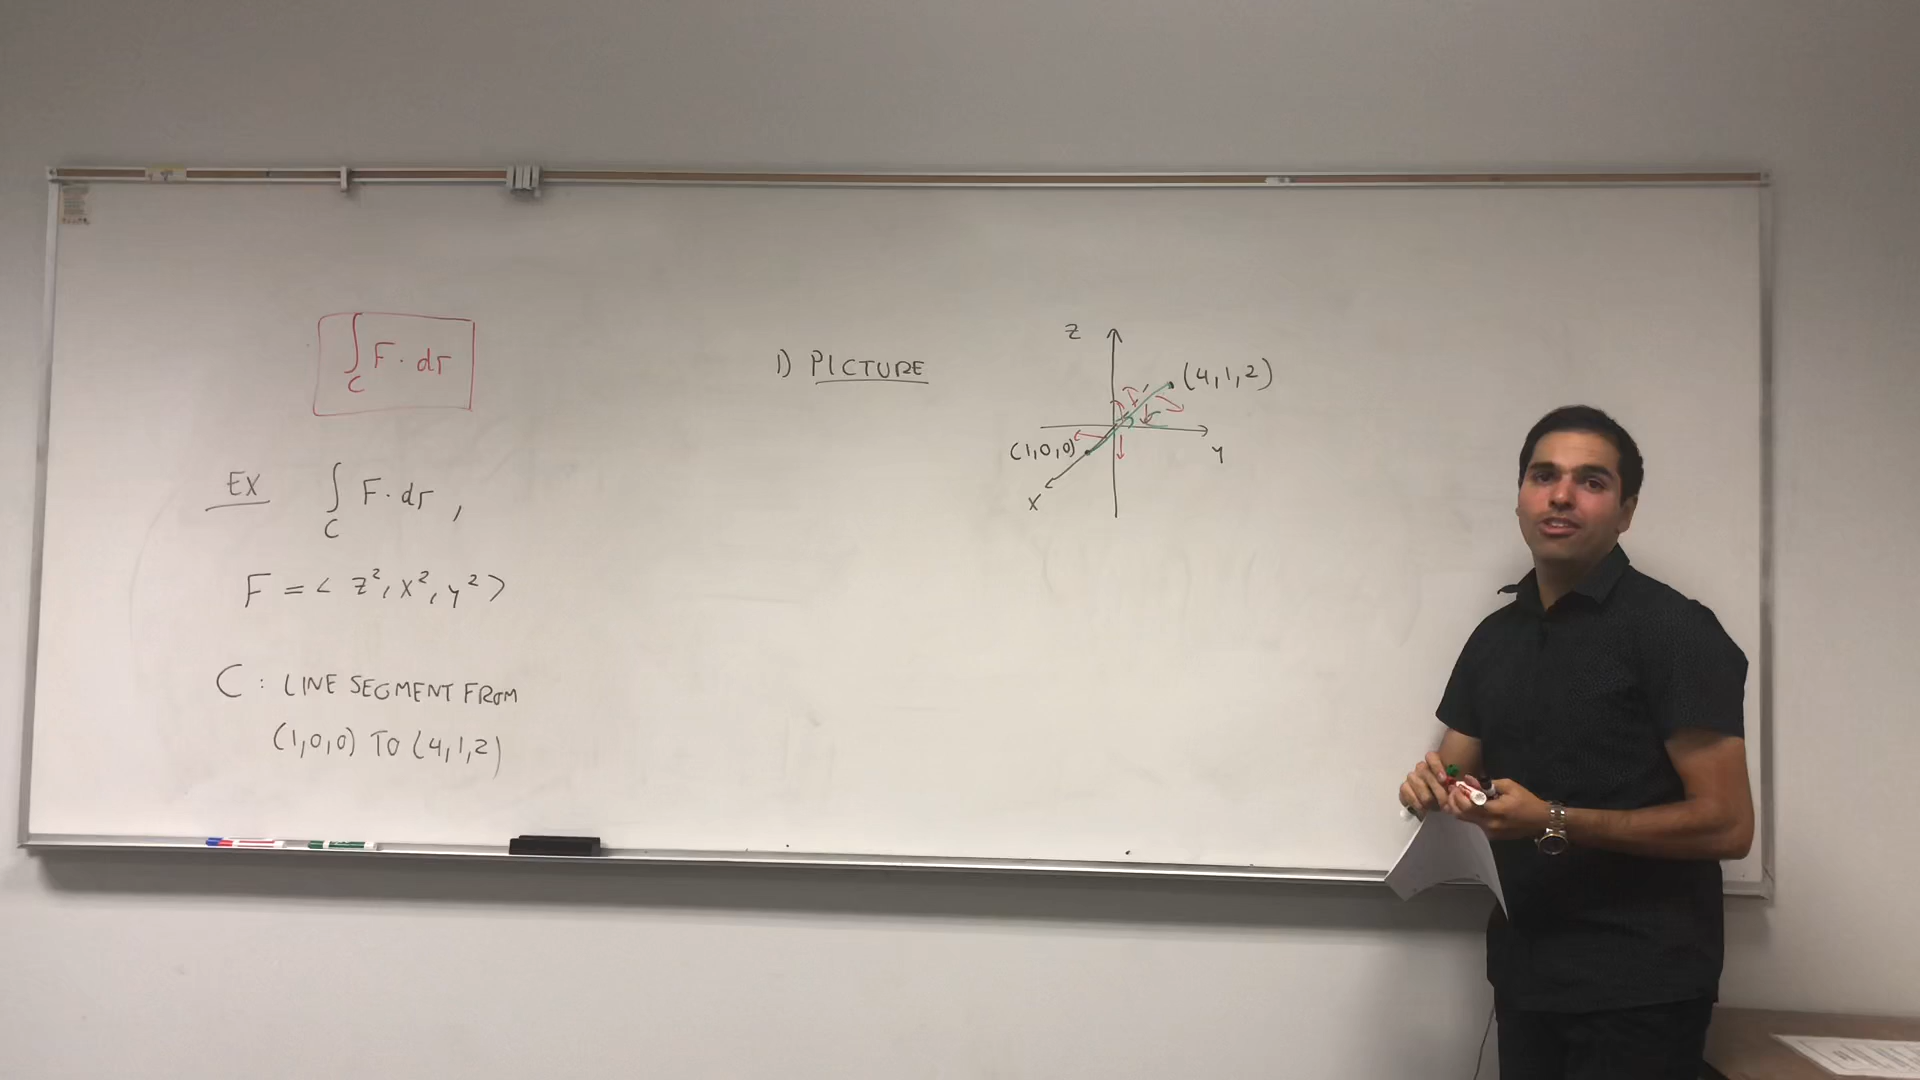 ∫_C F · dr
EX ∫_C F · dr ,
F = < z², x², y² >
C : LINE SEGMENT FROM
(1,0,0) TO (4,1,2)
1) PICTURE
z
(4,1,2)
(1,0,0)
y
x